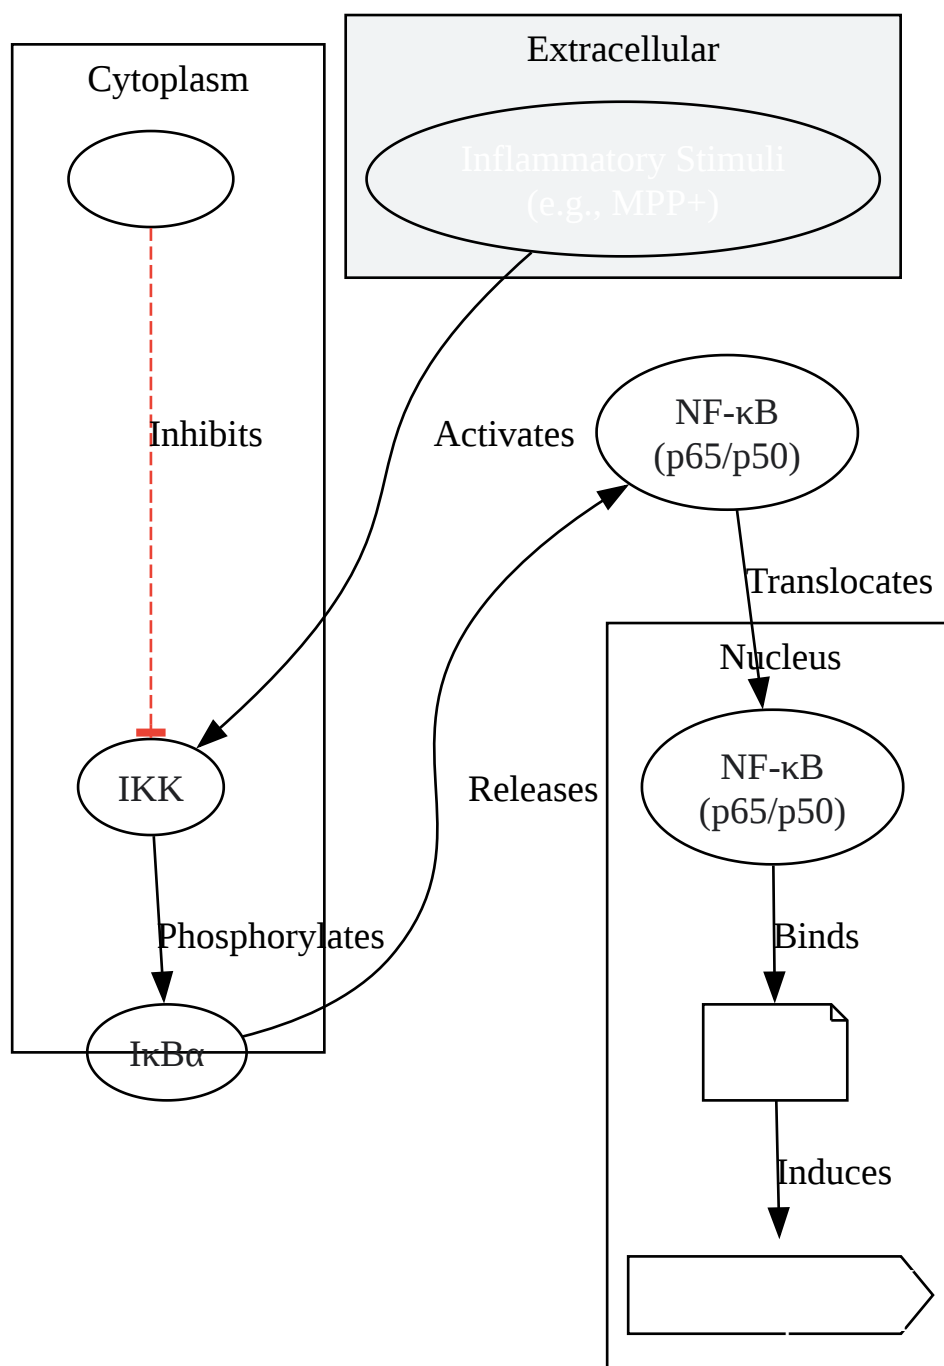 Extracellular
Inflammatory Stimuli
(e.g., MPP+)
Cytoplasm
Inhibits
Activates
NF-κB
(p65/p50)
Translocates
Nucleus
NF-κB
(p65/p50)
IKK
Releases
Phosphorylates
Binds
IκBα
Induces